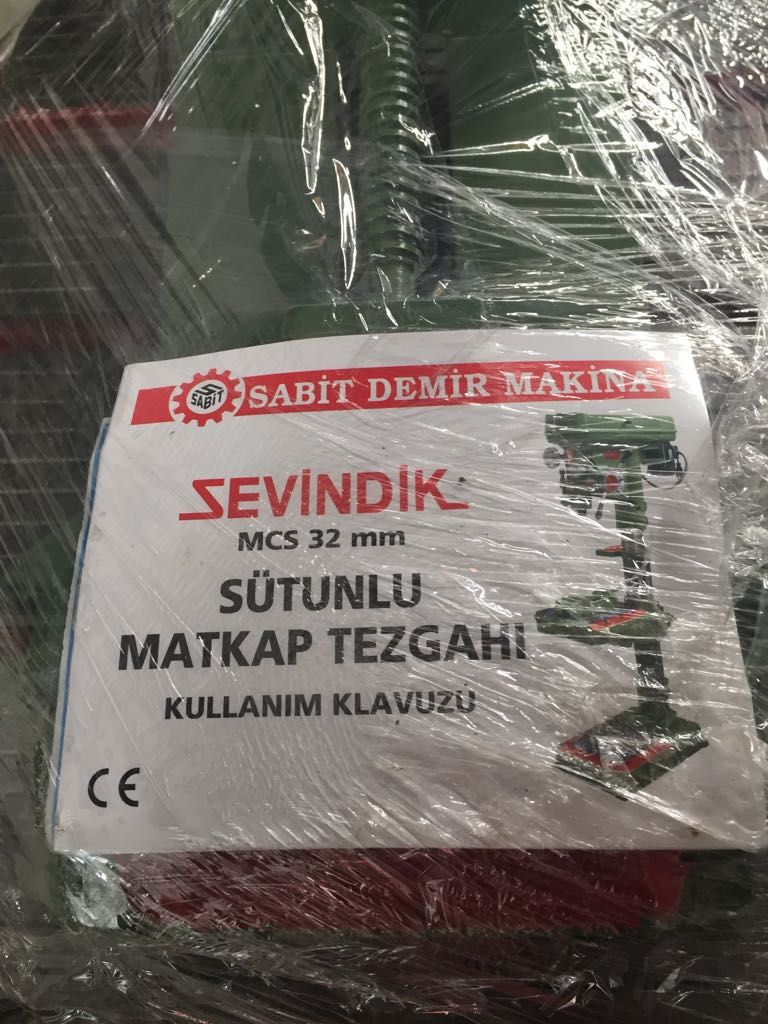 SABİT SABİT DEMİR MAKİNA
SEVİNDİK
MCS 32 mm
SÜTUNLU
MATKAP TEZGAHI
KULLANIM KLAVUZU
CE